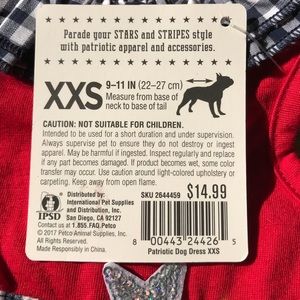 Parade your STARS and STRIPES style
with patriotic apparel and accessories.
XXS
9–11 IN (22–27 cm)
Measure from base of
neck to base of tail
CAUTION: NOT SUITABLE FOR CHILDREN.
Intended to be used for a short duration and under supervision.
Always supervise pet to ensure they do not destroy or ingest
apparel. May be harmful if ingested. Inspect regularly and replace
if any part becomes damaged. If product becomes wet, some color
transfer may occur. Use caution around light-colored upholstery or
carpeting. Keep away from open flame.
IPSD
Distributed by:
International Pet Supplies
and Distribution, Inc.
San Diego, CA 92127
Contact us at 1.855.FAQ.Petco
© 2017 Petco Animal Supplies, Inc.
All rights reserved.
Made Responsibly in China.
SKU 2644459
$14.99
8 00443 24426 5
Patriotic Dog Dress XXS